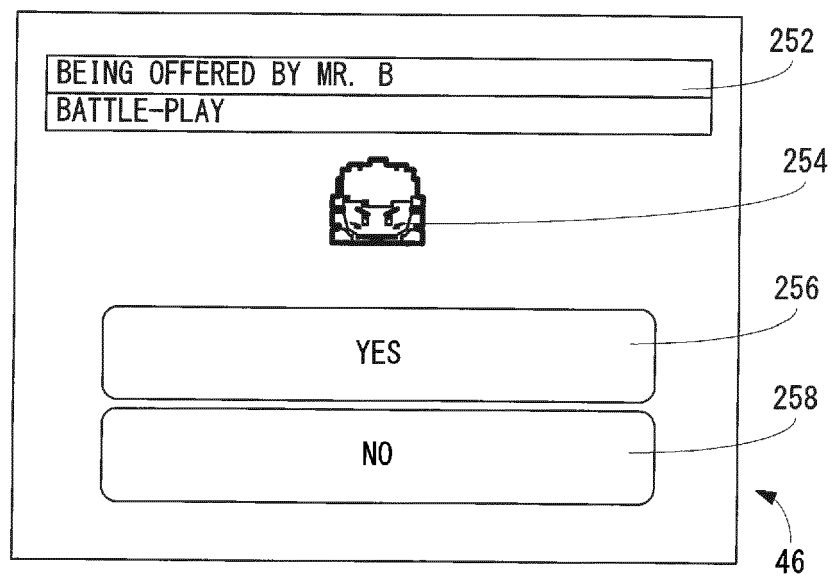 252
BEING OFFERED BY MR. B
BATTLE-PLAY
254
256
YES
258
NO
46